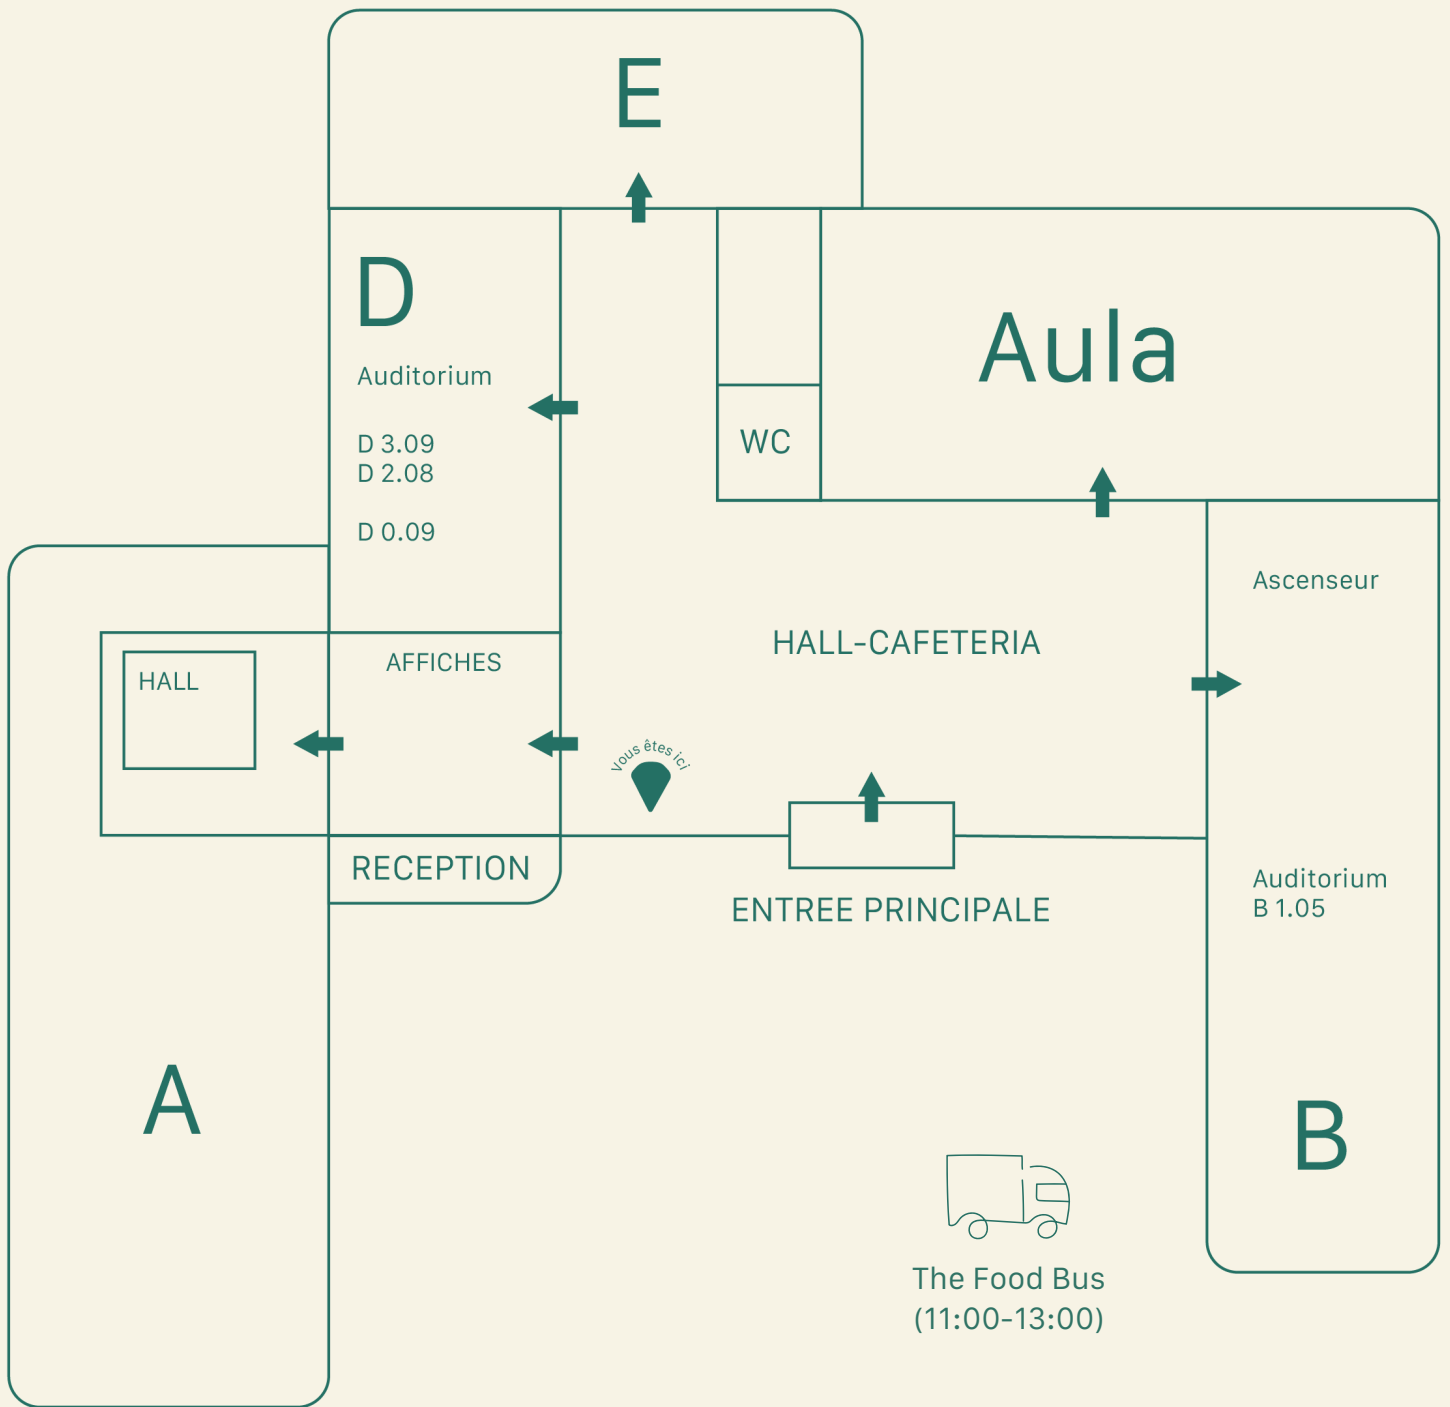 E
D
Auditorium
D 3.09
D 2.08
D 0.09
Aula
WC
Ascenseur
HALL-CAFETERIA
AFFICHES
HALL
Vous êtes ici
RECEPTION
ENTREE PRINCIPALE
Auditorium
B 1.05
A
B
The Food Bus
(11:00-13:00)